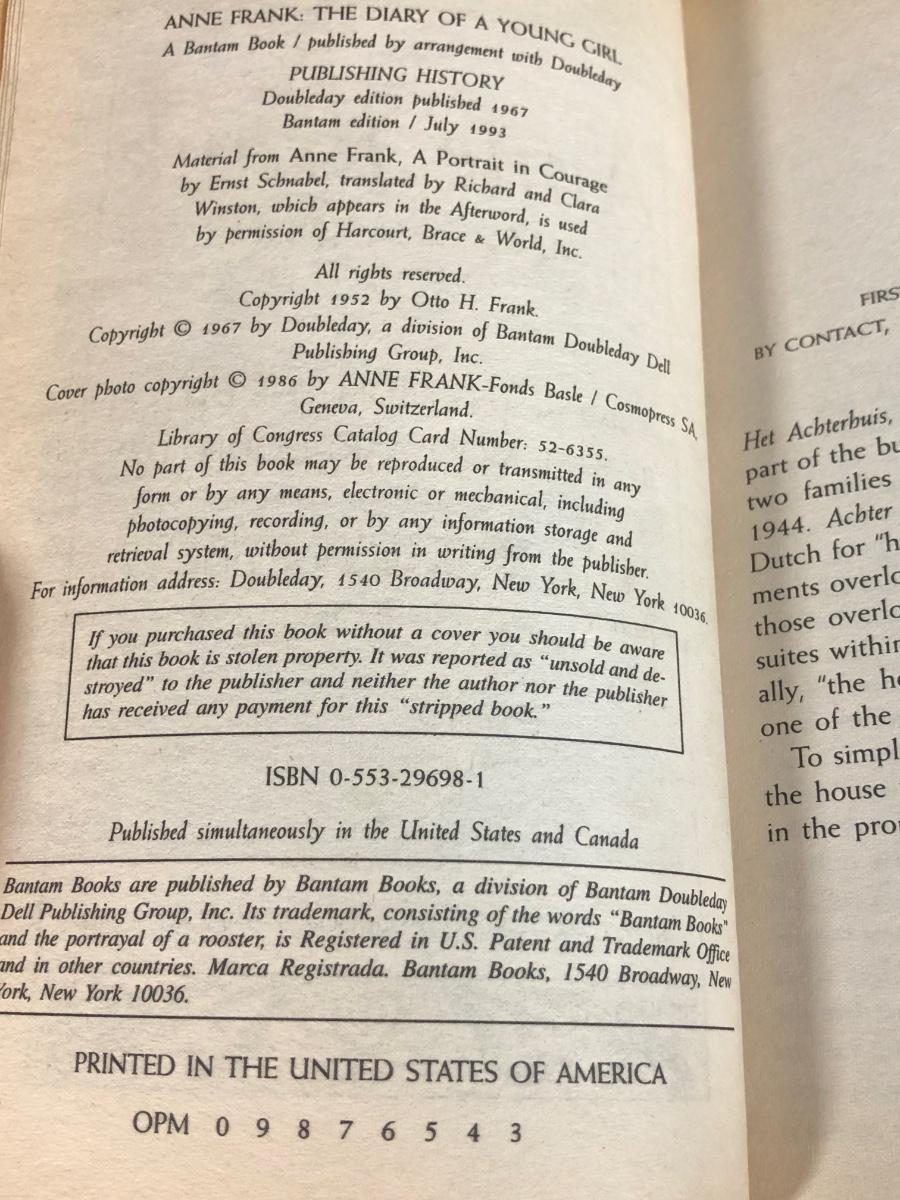 ANNE FRANK: THE DIARY OF A YOUNG GIRL
A Bantam Book / published by arrangement with Doubleday
PUBLISHING HISTORY
Doubleday edition published 1967
Bantam edition / July 1993
Material from Anne Frank, A Portrait in Courage
by Ernst Schnabel, translated by Richard and Clara
Winston, which appears in the Afterword, is used
by permission of Harcourt, Brace & World, Inc.
All rights reserved.
Copyright 1952 by Otto H. Frank.
Copyright © 1967 by Doubleday, a division of Bantam Doubleday Dell
Publishing Group, Inc.
Cover photo copyright © 1986 by ANNE FRANK-Fonds Basle / Cosmopress SA,
Geneva, Switzerland.
Library of Congress Catalog Card Number: 52-6355.
No part of this book may be reproduced or transmitted in any
form or by any means, electronic or mechanical, including
photocopying, recording, or by any information storage and
retrieval system, without permission in writing from the publisher.
For information address: Doubleday, 1540 Broadway, New York, New York 10036.
If you purchased this book without a cover you should be aware
that this book is stolen property. It was reported as "unsold and de-
stroyed" to the publisher and neither the author nor the publisher
has received any payment for this "stripped book."
ISBN 0-553-29698-1
Published simultaneously in the United States and Canada
Bantam Books are published by Bantam Books, a division of Bantam Doubleday
Dell Publishing Group, Inc. Its trademark, consisting of the words "Bantam Books"
and the portrayal of a rooster, is Registered in U.S. Patent and Trademark Office
and in other countries. Marca Registrada. Bantam Books, 1540 Broadway, New
York, New York 10036.
PRINTED IN THE UNITED STATES OF AMERICA
OPM 0 9 8 7 6 5 4 3
FIRS
BY CONTACT,
Het Achterhuis,
part of the bu
two families
1944. Achter
Dutch for "h
ments overlo
those overlo
suites within
ally, "the he
one of the
To simpl
the house
in the pro